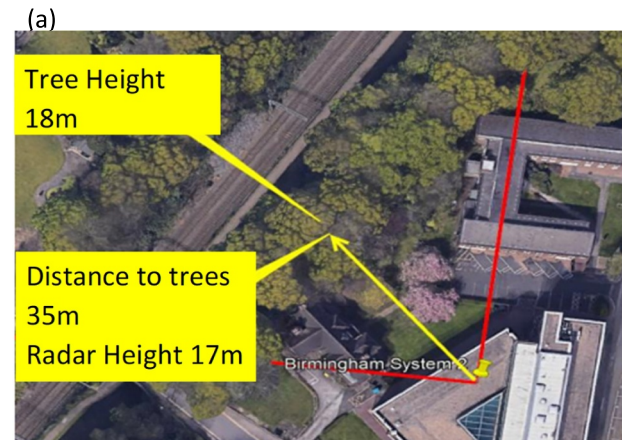 (a)
Tree Height
18m
Distance to trees
35m
Radar Height 17m
Birmingham System 2